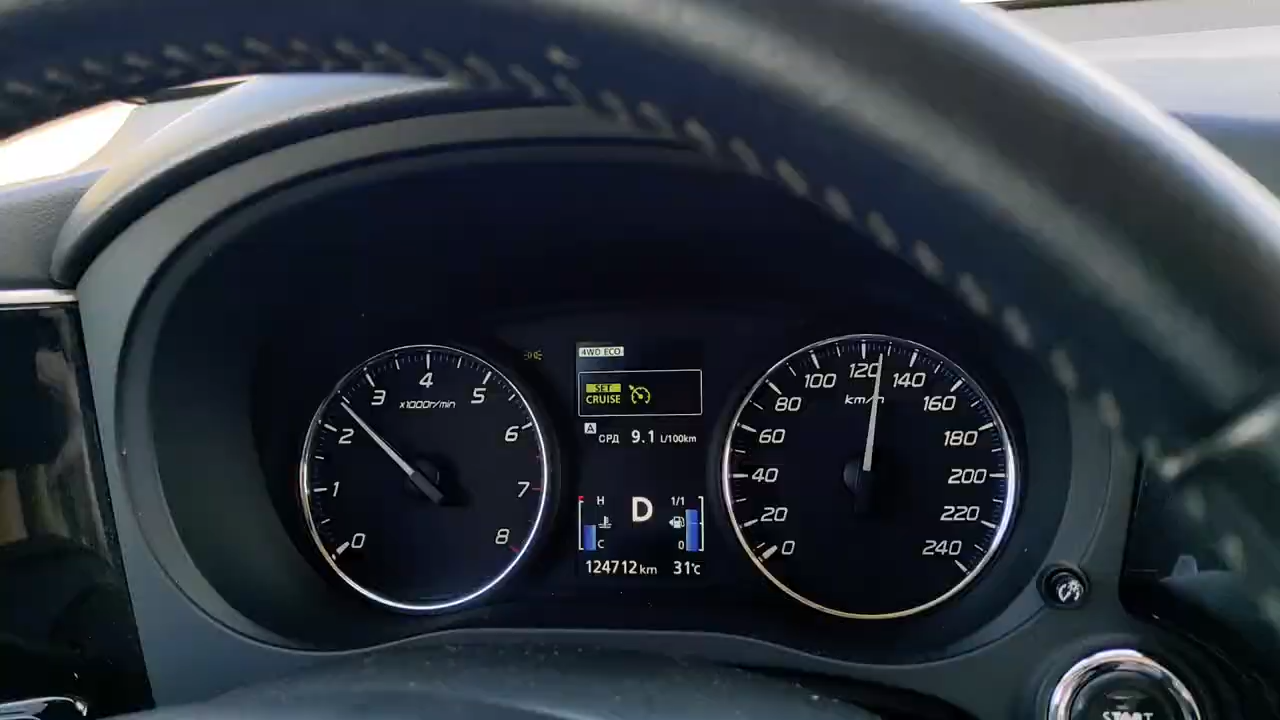 0
1
2
3
4
5
6
7
8
x1000r/min
4WD ECO
SET
CRUISE
A
СРД 9.1 L/100km
H
C
D
1/1
0
124712 km 31°C
0
20
40
60
80
100
120
140
160
180
200
220
240
km/h
START